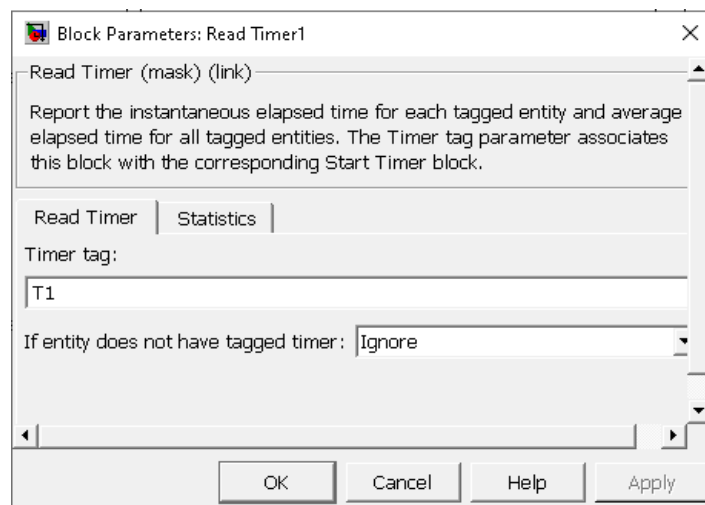 Block Parameters: Read Timer1
Read Timer (mask) (link)
Report the instantaneous elapsed time for each tagged entity and average
elapsed time for all tagged entities. The Timer tag parameter associates
this block with the corresponding Start Timer block.
Read Timer Statistics
Timer tag:
T1
If entity does not have tagged timer: Ignore
OK Cancel Help Apply